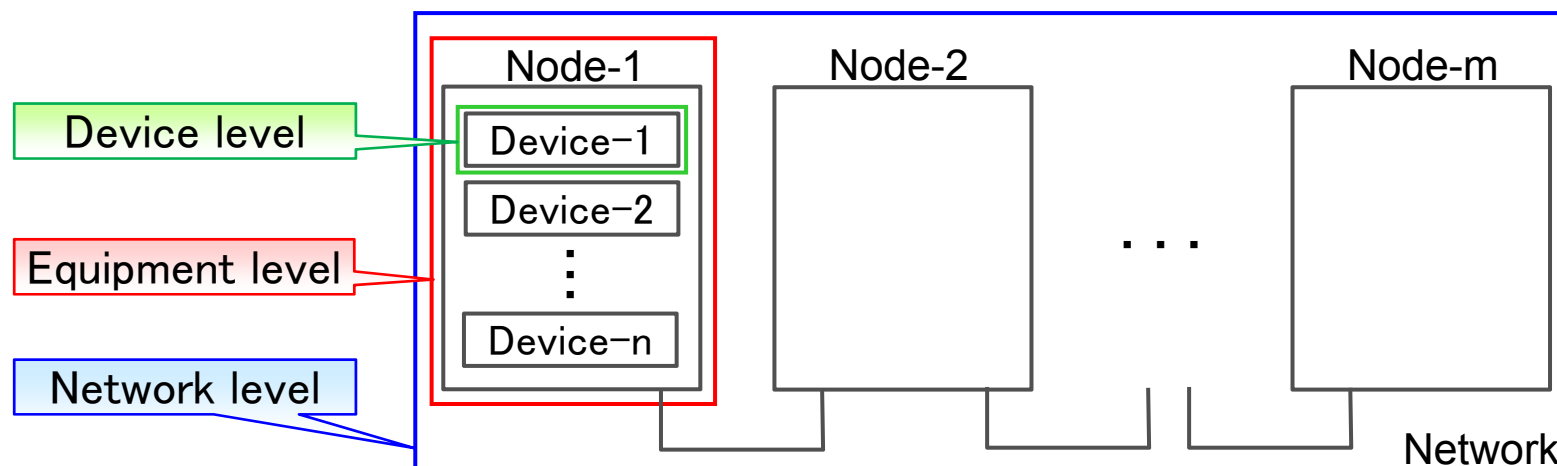 Node-1
Node-2
Node-m
Device level
Device-1
Device-2
Equipment level
. . .
Device-n
Network level
Network